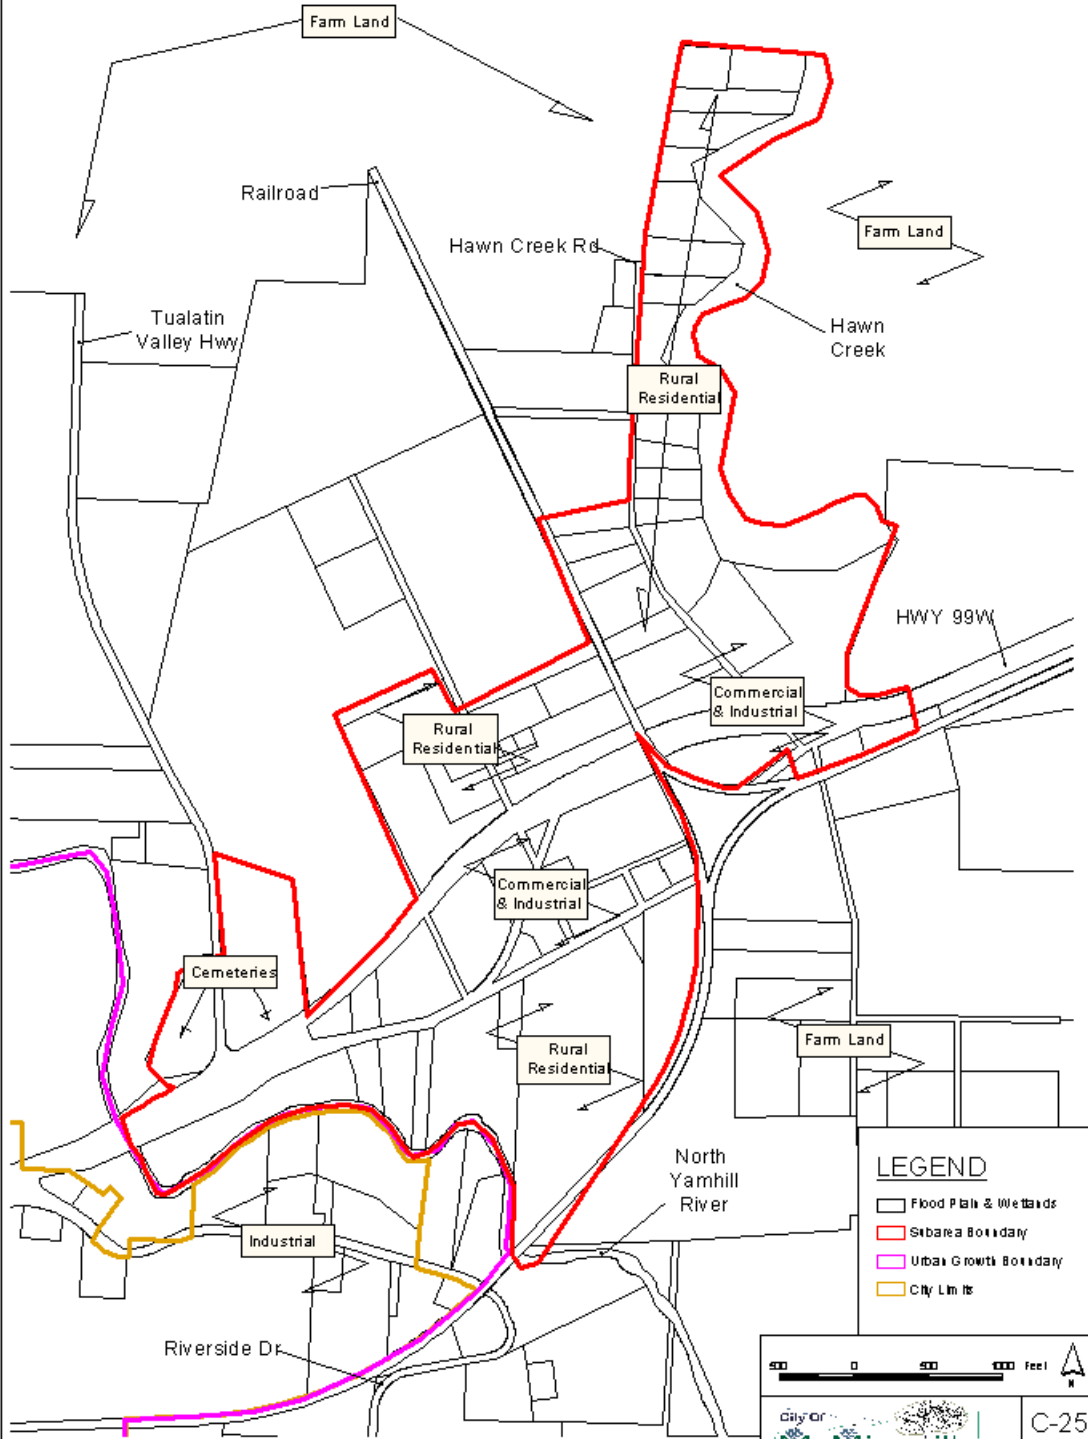 Farm Land
Railroad
Hawn Creek Rd
Farm Land
Tualatin
Valley Hwy
Hawn
Creek
Rural
Residential
HWY 99W
Commercial
& Industrial
Rural
Residential
Commercial
& Industrial
Cemeteries
Rural
Residential
Farm Land
North
Yamhill
River
Industrial
Riverside Dr
LEGEND
Flood Plain & Wetlands
Subarea Boundary
Urban Growth Boundary
City Limits
500 0 500 1000 Feet
N
City Of
C-25